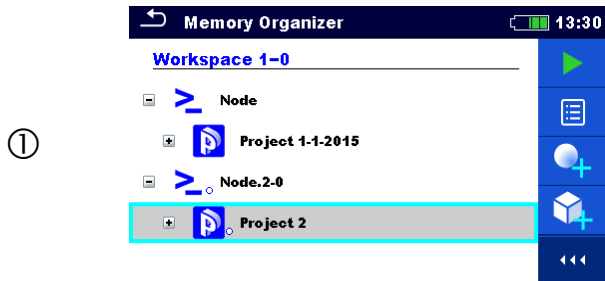 Memory Organizer 13:30
Workspace 1-0
Node
①
Project 1-1-2015
Node.2-0
Project 2